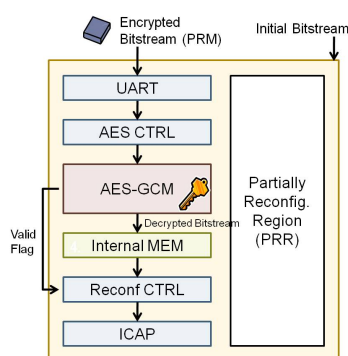 Encrypted
Bitstream (PRM)
Initial Bitstream
UART
AES CTRL
AES-GCM
Decrypted Bitstream
Valid
Flag
Internal MEM
Reconf CTRL
ICAP
Partially
Reconfig.
Region
(PRR)